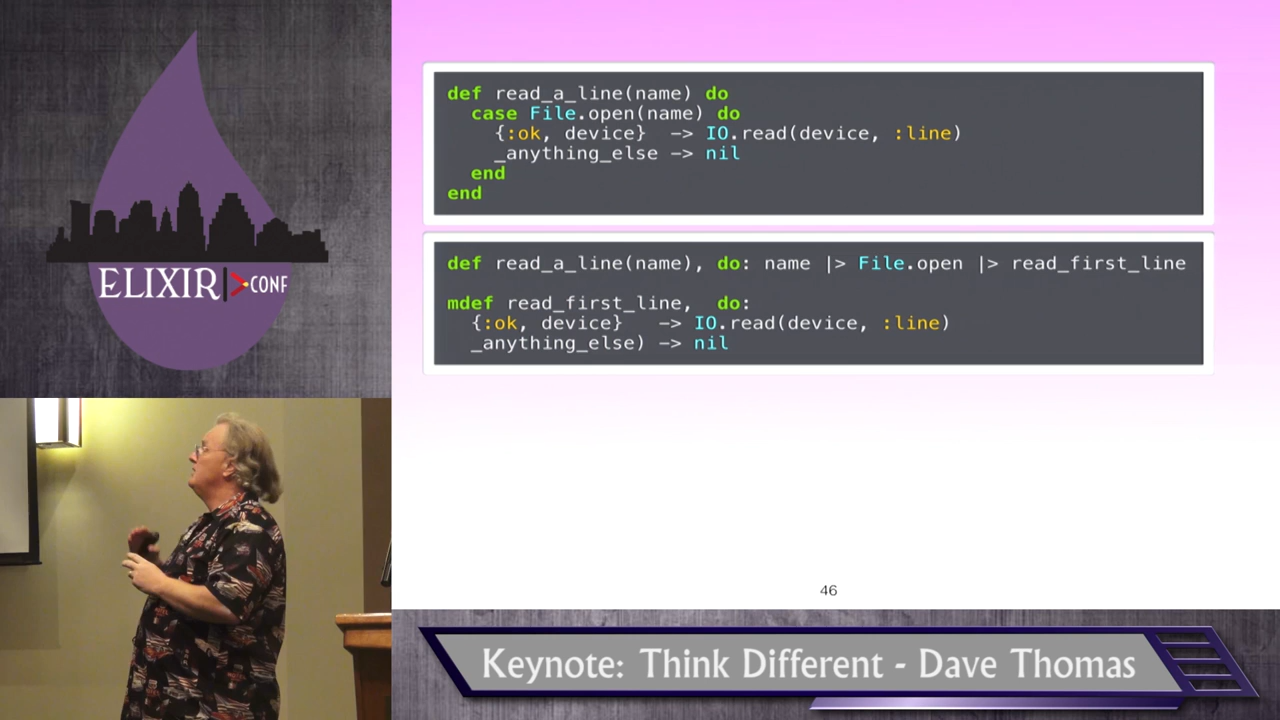 ELIXIR|>CONF
def read_a_line(name) do
  case File.open(name) do
    {:ok, device}  -> IO.read(device, :line)
    _anything_else -> nil
  end
end
def read_a_line(name), do: name |> File.open |> read_first_line
mdef read_first_line,  do:
  {:ok, device}   -> IO.read(device, :line)
  _anything_else) -> nil
46
Keynote: Think Different - Dave Thomas